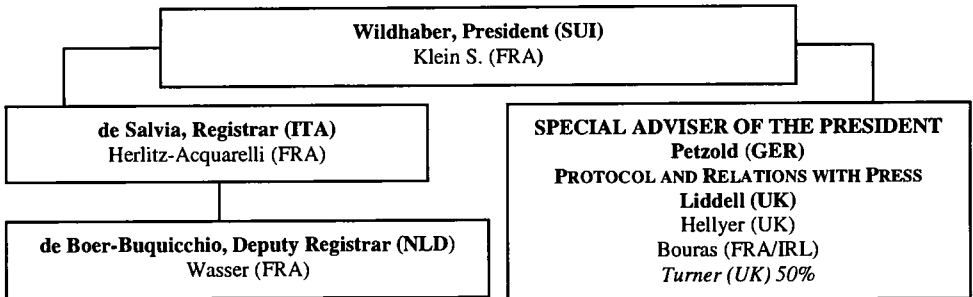 Wildhaber, President (SUI)
Klein S. (FRA)
de Salvia, Registrar (ITA)
Herlitz-Acquarelli (FRA)
de Boer-Buquicchio, Deputy Registrar (NLD)
Wasser (FRA)
SPECIAL ADVISER OF THE PRESIDENT
Petzold (GER)
PROTOCOL AND RELATIONS WITH PRESS
Liddell (UK)
Hellyer (UK)
Bouras (FRA/IRL)
Turner (UK) 50%